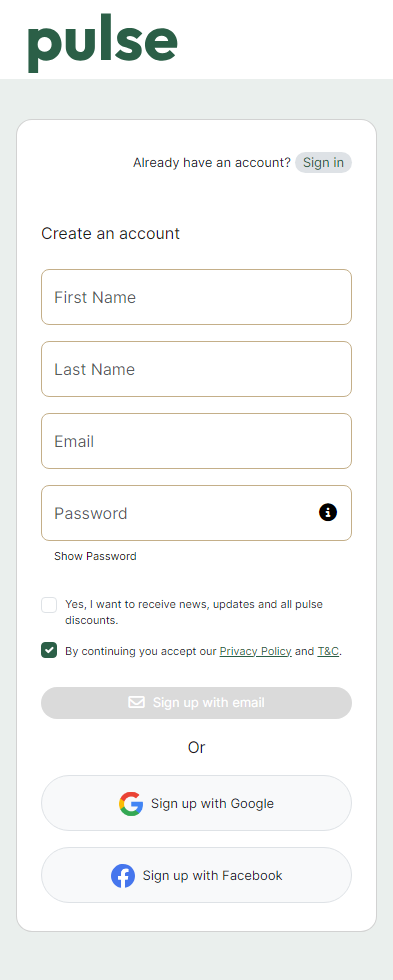 pulse
Already have an account? Sign in
Create an account
First Name
Last Name
Email
Password
Show Password
Yes, I want to receive news, updates and all pulse
discounts.
By continuing you accept our Privacy Policy and T&C.
Sign up with email
Or
Sign up with Google
Sign up with Facebook